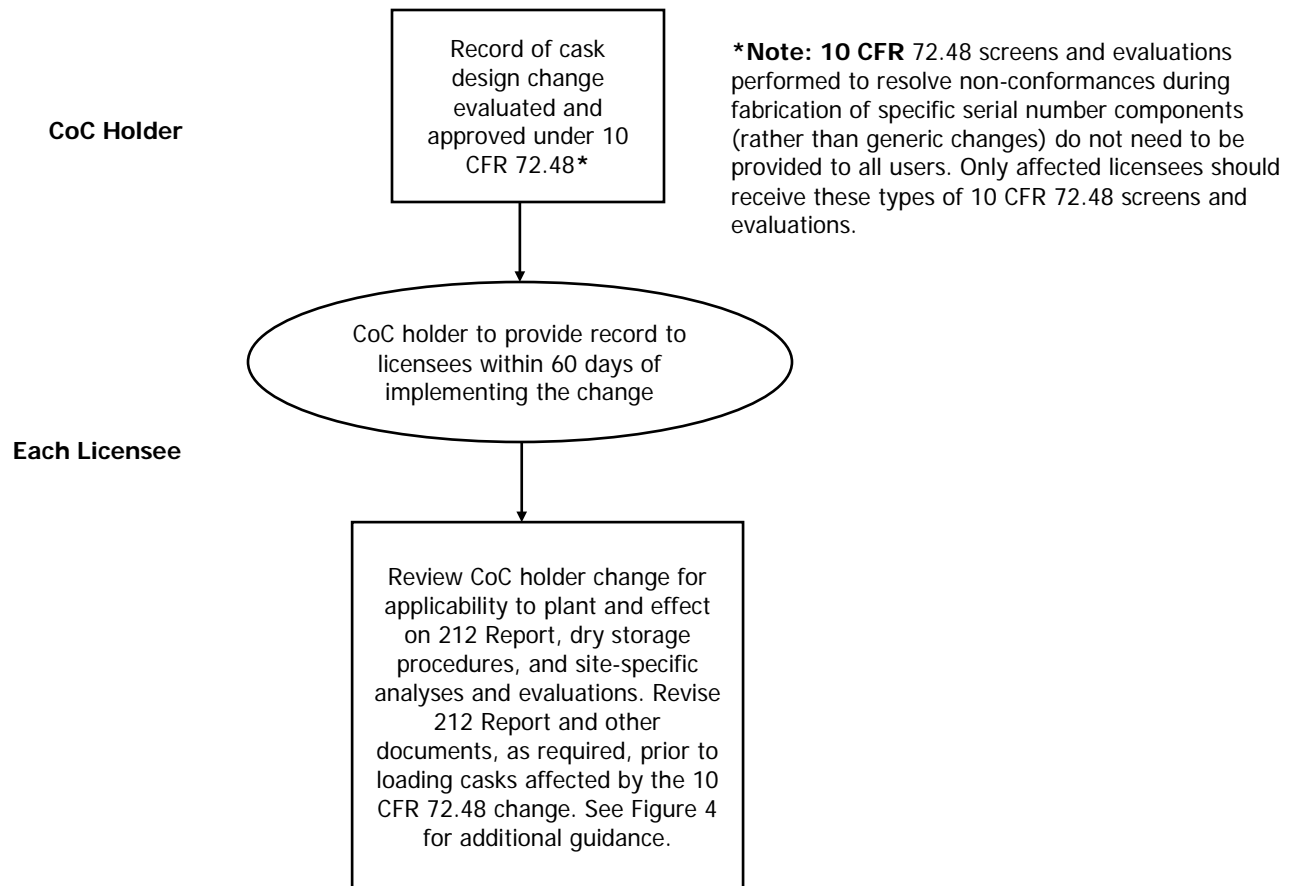 CoC Holder
Record of cask
design change
evaluated and
approved under 10
CFR 72.48*
*Note: 10 CFR 72.48 screens and evaluations
performed to resolve non-conformances during
fabrication of specific serial number components
(rather than generic changes) do not need to be
provided to all users. Only affected licensees should
receive these types of 10 CFR 72.48 screens and
evaluations.
CoC holder to provide record to
licensees within 60 days of
implementing the change
Each Licensee
Review CoC holder change for
applicability to plant and effect
on 212 Report, dry storage
procedures, and site-specific
analyses and evaluations. Revise
212 Report and other
documents, as required, prior to
loading casks affected by the 10
CFR 72.48 change. See Figure 4
for additional guidance.